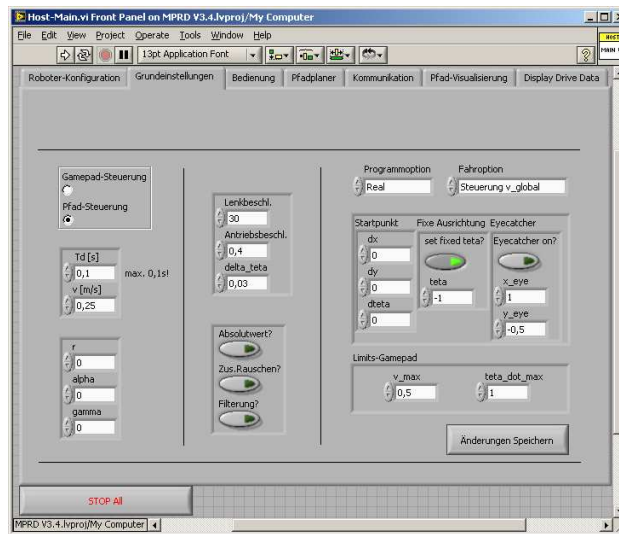 Host-Main.vi Front Panel on MPRD V3.4.lvproj/My Computer
File Edit View Project Operate Tools Window Help
13pt Application Font
Roboter-Konfiguration Grundeinstellungen Bedienung Pfadplaner Kommunikation Pfad-Visualisierung Display Drive Data
Gamepad-Steuerung
Pfad-Steuerung
Td [s]
0,1 max. 0,1s!
v [m/s]
0,25
r
0
alpha
0
gamma
0
Lenkbeschl.
30
Antriebsbeschl.
0,4
delta_teta
0,03
Absolutwert?
Zus.Rauschen?
Filterung?
Programmoption Fahroption
Real Steuerung v_global
Startpunkt Fixe Ausrichtung Eyecatcher
dx set fixed teta? Eyecatcher on?
0
dy teta x_eye
0 -1 1
dteta y_eye
0 -0,5
Limits-Gamepad
v_max teta_dot_max
0,5 1
Änderungen Speichern
STOP All
MPRD V3.4.lvproj/My Computer